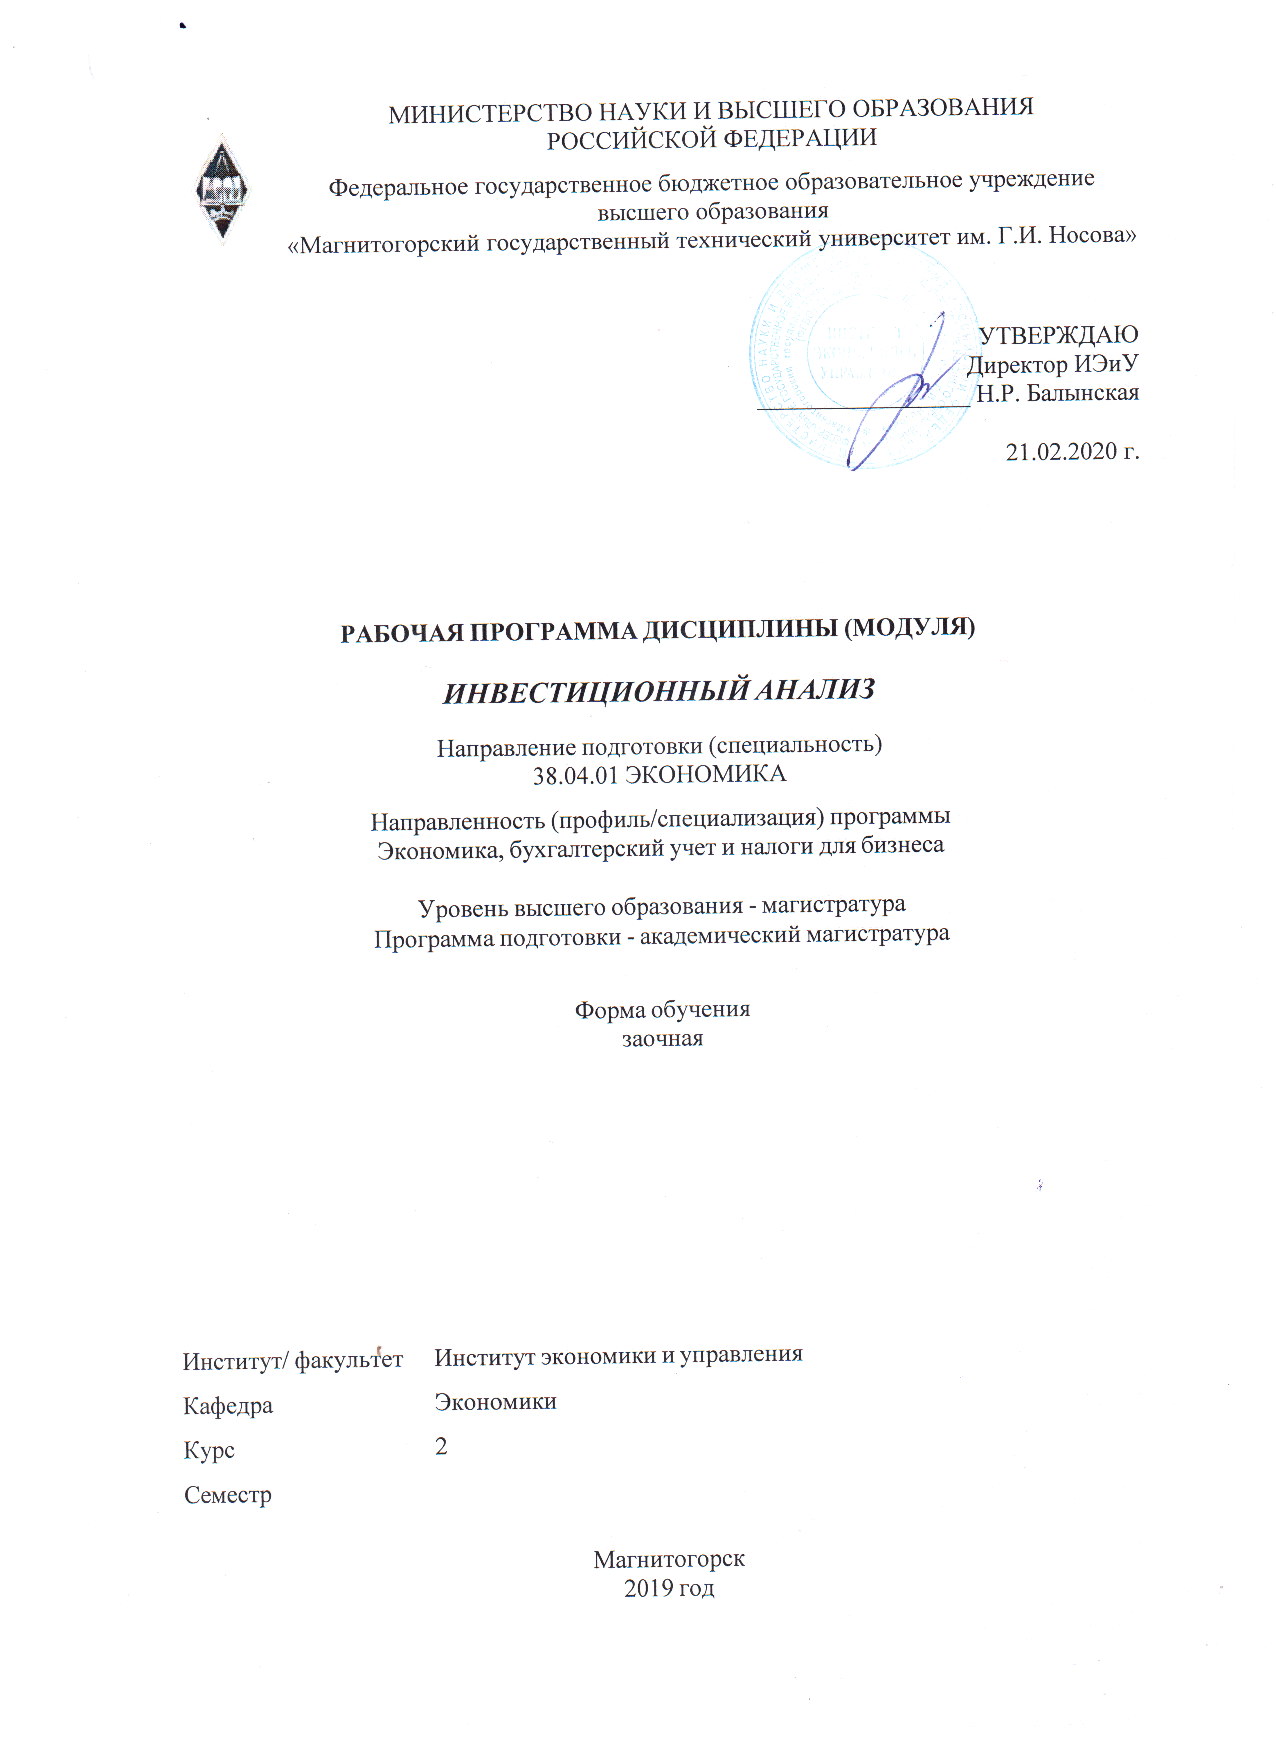 МИНИСТЕРСТВО НАУКИ И ВЫСШЕГО ОБРАЗОВАНИЯ
РОССИЙСКОЙ ФЕДЕРАЦИИ
Федеральное государственное бюджетное образовательное учреждение
высшего образования
«Магнитогорский государственный технический университет им. Г.И. Носова»
УТВЕРЖДАЮ
Директор ИЭиУ
Н.Р. Балынская
21.02.2020 г.
РАБОЧАЯ ПРОГРАММА ДИСЦИПЛИНЫ (МОДУЛЯ)
ИНВЕСТИЦИОННЫЙ АНАЛИЗ
Направление подготовки (специальность)
38.04.01 ЭКОНОМИКА
Направленность (профиль/специализация) программы
Экономика, бухгалтерский учет и налоги для бизнеса
Уровень высшего образования - магистратура
Программа подготовки - академический магистратура
Форма обучения
заочная
Институт/ факультет Институт экономики и управления
Кафедра Экономики
Курс 2
Семестр
Магнитогорск
2019 год